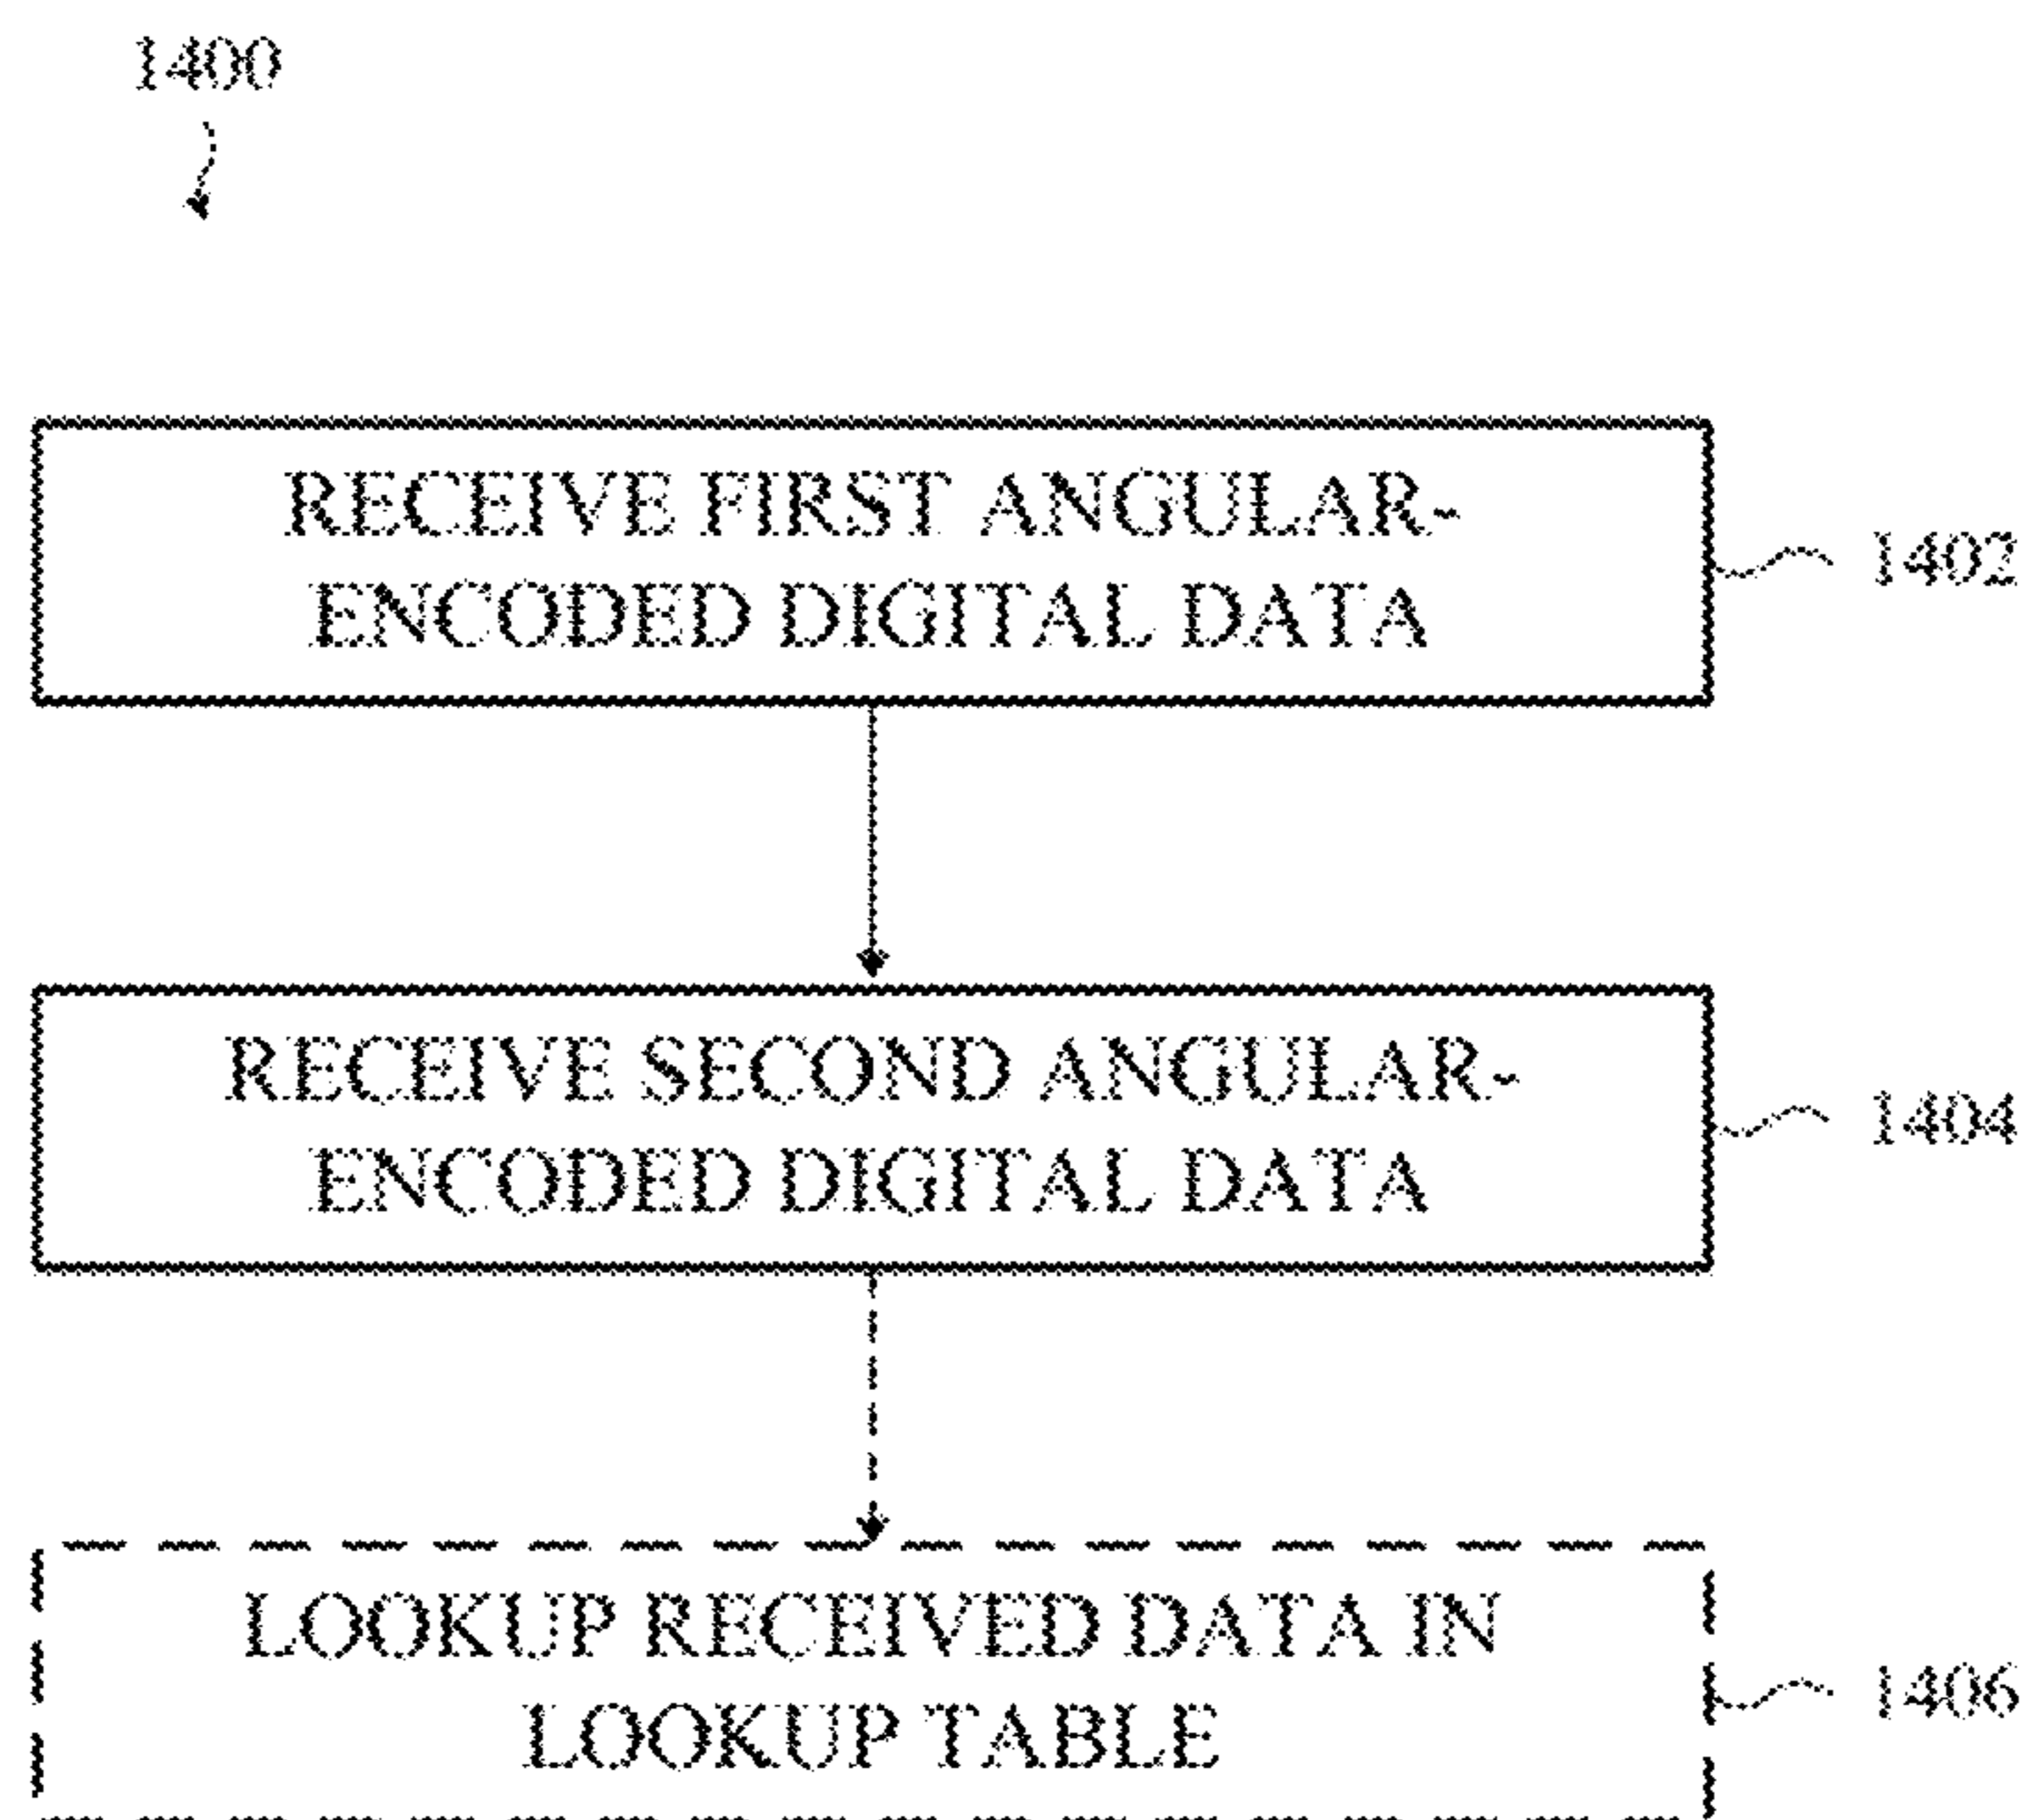 1400
RECEIVE FIRST ANGULAR-
ENCODED DIGITAL DATA
1402
RECEIVE SECOND ANGULAR-
ENCODED DIGITAL DATA
1404
LOOKUP RECEIVED DATA IN
LOOKUP TABLE
1406